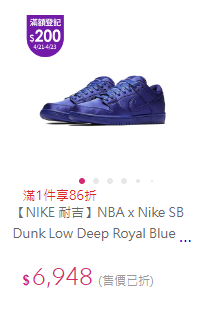 滿額登記
$200
4/21-4/23
滿1件享86折
【NIKE 耐吉】NBA x Nike SB
Dunk Low Deep Royal Blue ...
$6,948 (售價已折)